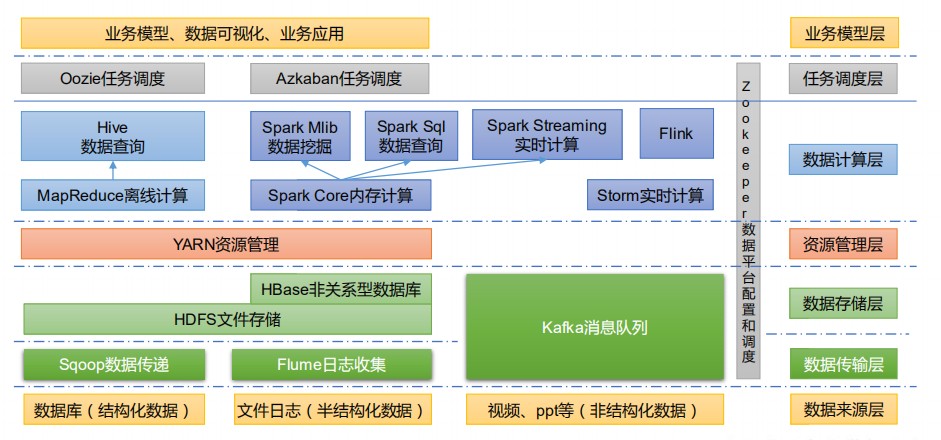 业务模型、数据可视化、业务应用
业务模型层
Oozie任务调度
Azkaban任务调度
任务调度层
Hive
数据查询
Spark Mlib
数据挖掘
Spark Sql
数据查询
Spark Streaming
实时计算
Flink
数据计算层
MapReduce离线计算
Spark Core内存计算
Storm实时计算
Zookeeper数据平台配置和调度
YARN资源管理
资源管理层
HBase非关系型数据库
HDFS文件存储
Kafka消息队列
数据存储层
Sqoop数据传递
Flume日志收集
数据传输层
数据库（结构化数据）
文件日志（半结构化数据）
视频、ppt等（非结构化数据）
数据来源层